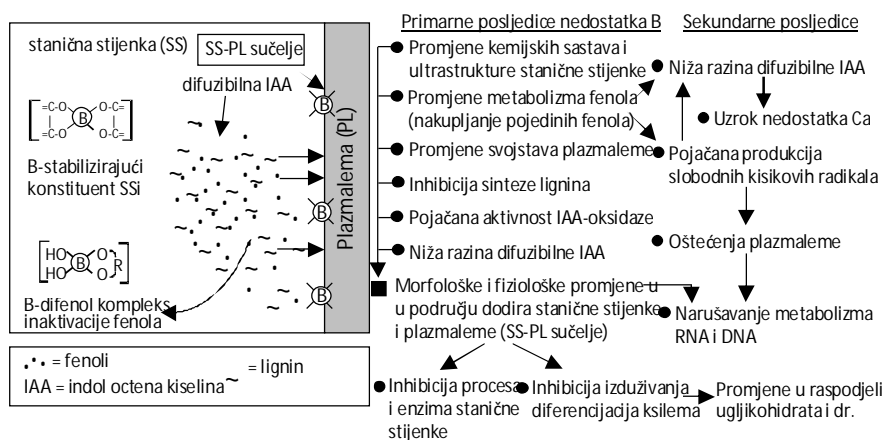 stanična stijenka (SS)
SS-PL sučelje
difuzibilna IAA
=C-O O-C=
B
=C-O O-C=
B-stabilizirajući
konstituent SSi
HO O
B R
HO O
B-difenol kompleks
inaktivacije fenola
B
B
B
Plazmalema (PL)
= fenoli
= lignin
IAA = indol octena kiselina
Primarne posljedice nedostatka B
Promjene kemijskih sastava i
ultrastrukture stanične stijenke
Promjene metabolizma fenola
(nakupljanje pojedinih fenola)
Promjene svojstava plazmaleme
Inhibicija sinteze lignina
Pojačana aktivnost IAA-oksidaze
Niža razina difuzibilne IAA
Morfološke i fiziološke promjene u
u području dodira stanične stijenke
i plazmaleme (SS-PL sučelje)
Inhibicija procesa
i enzima stanične
stijenke
Inhibicija izduživanja
diferencijacija ksilema
Sekundarne posljedice
Niža razina difuzibilne IAA
Uzrok nedostatka Ca
Pojačana produkcija
slobodnih kisikovih radikala
Oštećenja plazmaleme
Narušavanje metabolizma
RNA i DNA
Promjene u raspodjeli
ugljikohidrata i dr.